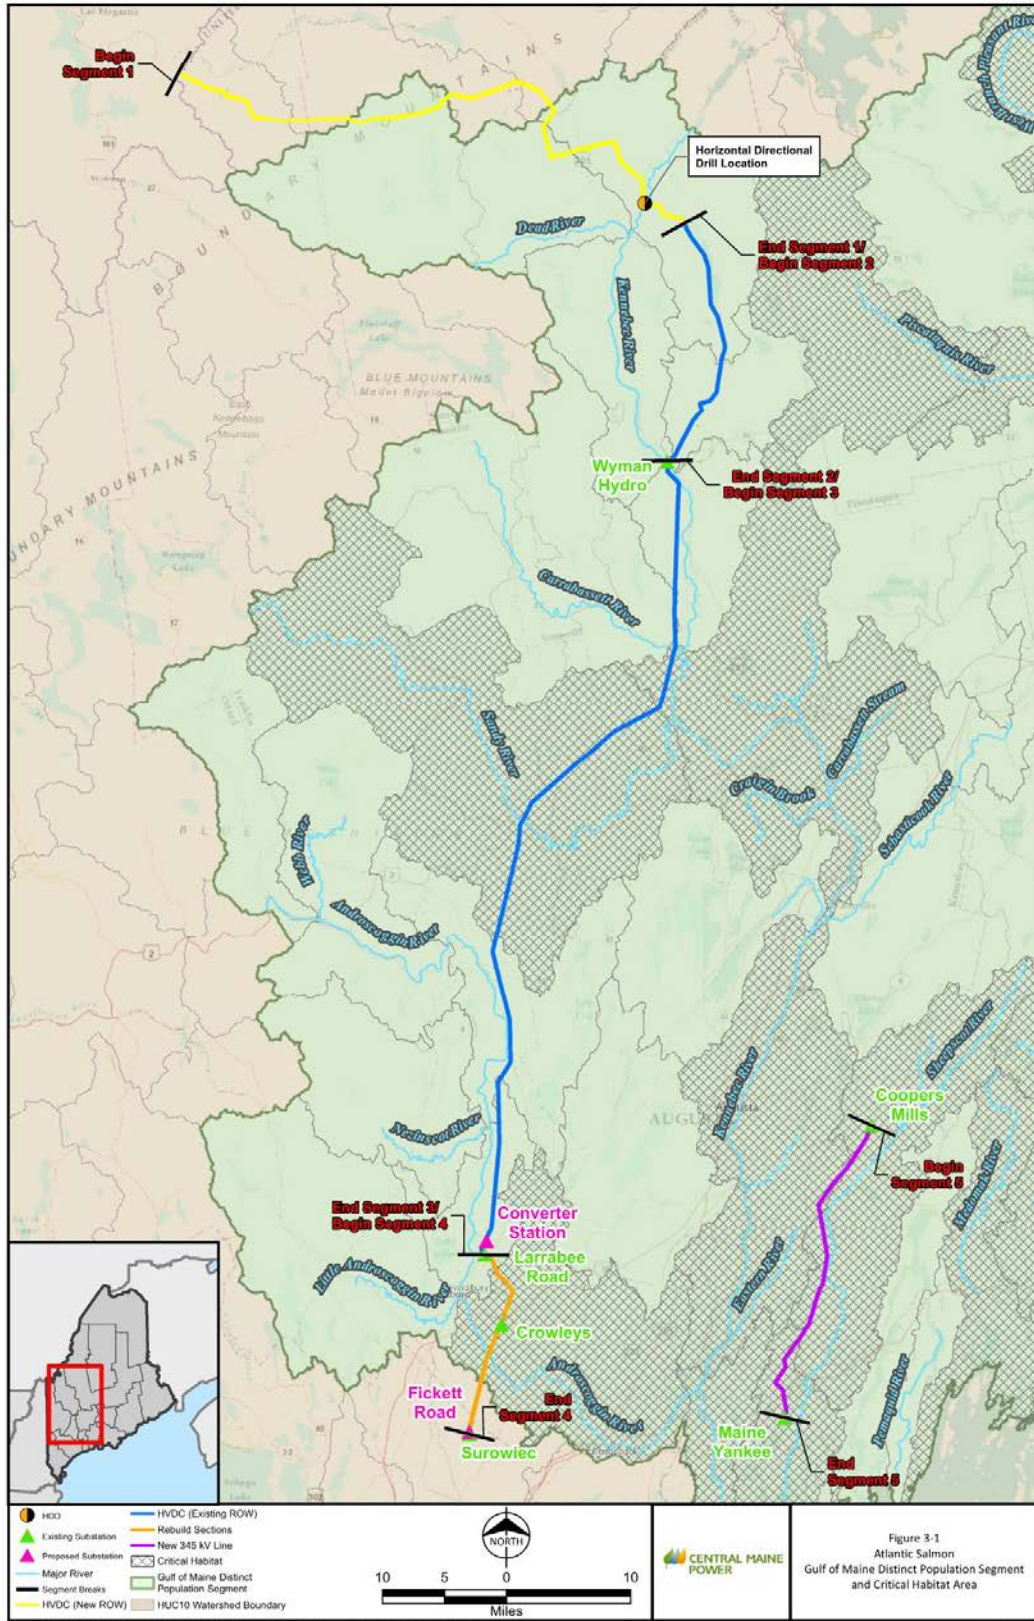 Begin
Segment 1
BOUNDARY MOUNTAINS
Horizontal Directional
Drill Location
Dead River
End Segment 1/
Begin Segment 2
Kennebec River
Piscataquis River
BLUE MOUNTAINS
BOUNDARY MOUNTAINS
Wyman
Hydro
End Segment 2/
Begin Segment 3
Carrabassett River
Sandy River
Carrabassett Stream
Craigin Brook
Sebasticook River
Webb River
Androscoggin River
Sheepscot River
Kennebec River
Coopers
Mills
Nezinscot River
Begin
Segment 5
Medomak River
End Segment 3/
Begin Segment 4
Converter
Station
Larrabee
Road
Eastern River
Little Androscoggin River
Crowleys
Androscoggin River
Fickett
Road
End
Segment 4
Surowiec
Maine
Yankee
Pemaquid River
End
Segment 5
HDD
Existing Substation
Proposed Substation
Major River
Segment Breaks
HVDC (New ROW)
HVDC (Existing ROW)
Rebuild Sections
New 345 kV Line
Critical Habitat
Gulf of Maine Distinct
Population Segment
HUC10 Watershed Boundary
NORTH
10 5 0 10
Miles
CENTRAL MAINE
POWER
Figure 3-1
Atlantic Salmon
Gulf of Maine Distinct Population Segment
and Critical Habitat Area